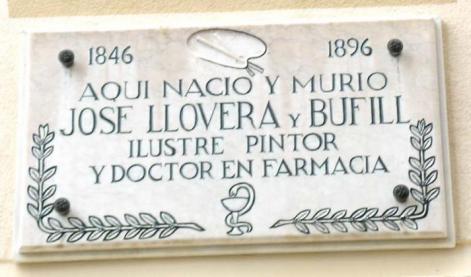 1846 1896
AQUI NACIO Y MURIO
JOSE LLOVERA Y BUFILL
ILUSTRE PINTOR
Y DOCTOR EN FARMACIA